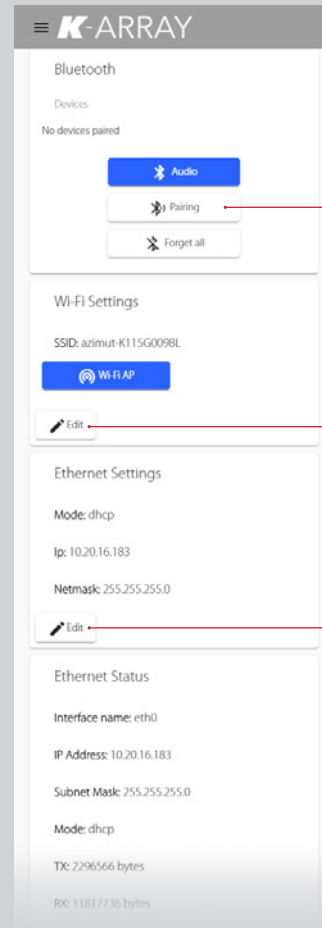 K-ARRAY
Bluetooth
Devices
No devices paired
Audio
Pairing
Forget all
Wi-Fi Settings
SSID: azimut-K115G0098L
Wi-Fi AP
Edit
Ethernet Settings
Mode: dhcp
Ip: 10.20.16.183
Netmask: 255.255.255.0
Edit
Ethernet Status
Interface name: eth0
IP Address: 10.20.16.183
Subnet Mask: 255.255.255.0
Mode: dhcp
TX: 2296566 bytes
RX: 11817736 bytes